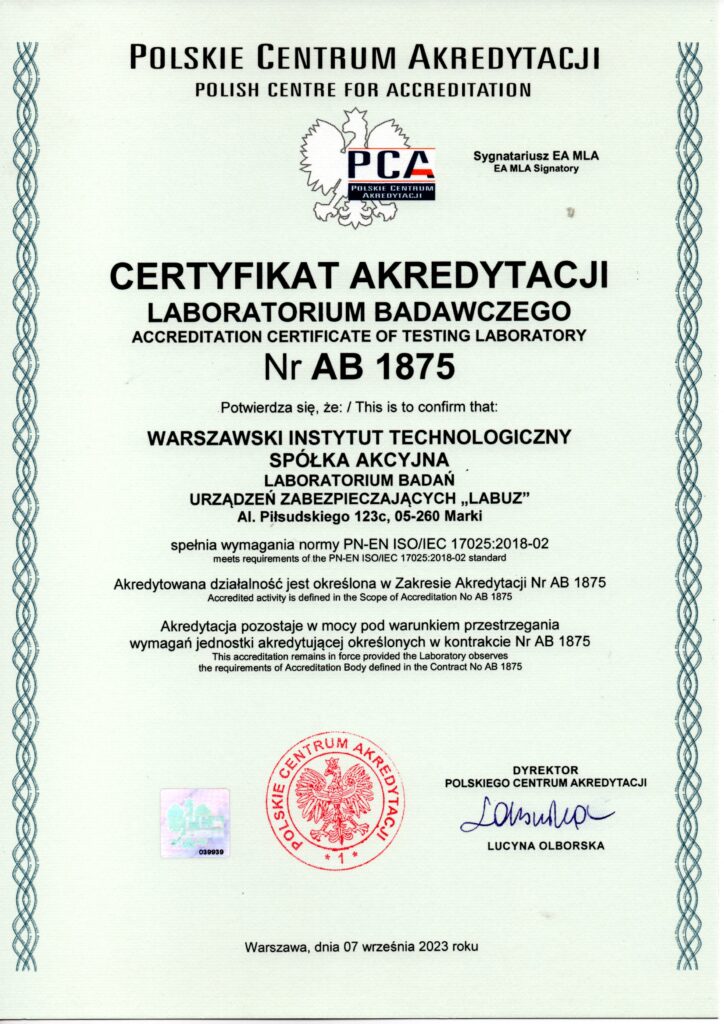 POLSKIE CENTRUM AKREDYTACJI
POLISH CENTRE FOR ACCREDITATION
PCA
POLSKIE CENTRUM
AKREDYTACJI
Sygnatariusz EA MLA
EA MLA Signatory
CERTYFIKAT AKREDYTACJI
LABORATORIUM BADAWCZEGO
ACCREDITATION CERTIFICATE OF TESTING LABORATORY
Nr AB 1875
Potwierdza się, że: / This is to confirm that:
WARSZAWSKI INSTYTUT TECHNOLOGICZNY
SPÓŁKA AKCYJNA
LABORATORIUM BADAŃ
URZĄDZEŃ ZABEZPIECZAJĄCYCH „LABUZ”
Al. Piłsudskiego 123c, 05-260 Marki
spełnia wymagania normy PN-EN ISO/IEC 17025:2018-02
meets requirements of the PN-EN ISO/IEC 17025:2018-02 standard
Akredytowana działalność jest określona w Zakresie Akredytacji Nr AB 1875
Accredited activity is defined in the Scope of Accreditation No AB 1875
Akredytacja pozostaje w mocy pod warunkiem przestrzegania
wymagań jednostki akredytującej określonych w kontrakcie Nr AB 1875
This accreditation remains in force provided the Laboratory observes
the requirements of Accreditation Body defined in the Contract No AB 1875
POLSKIE CENTRUM AKREDYTACJI
* 1 *
039939
DYREKTOR
POLSKIEGO CENTRUM AKREDYTACJI
LUCYNA OLBORSKA
Warszawa, dnia 07 września 2023 roku